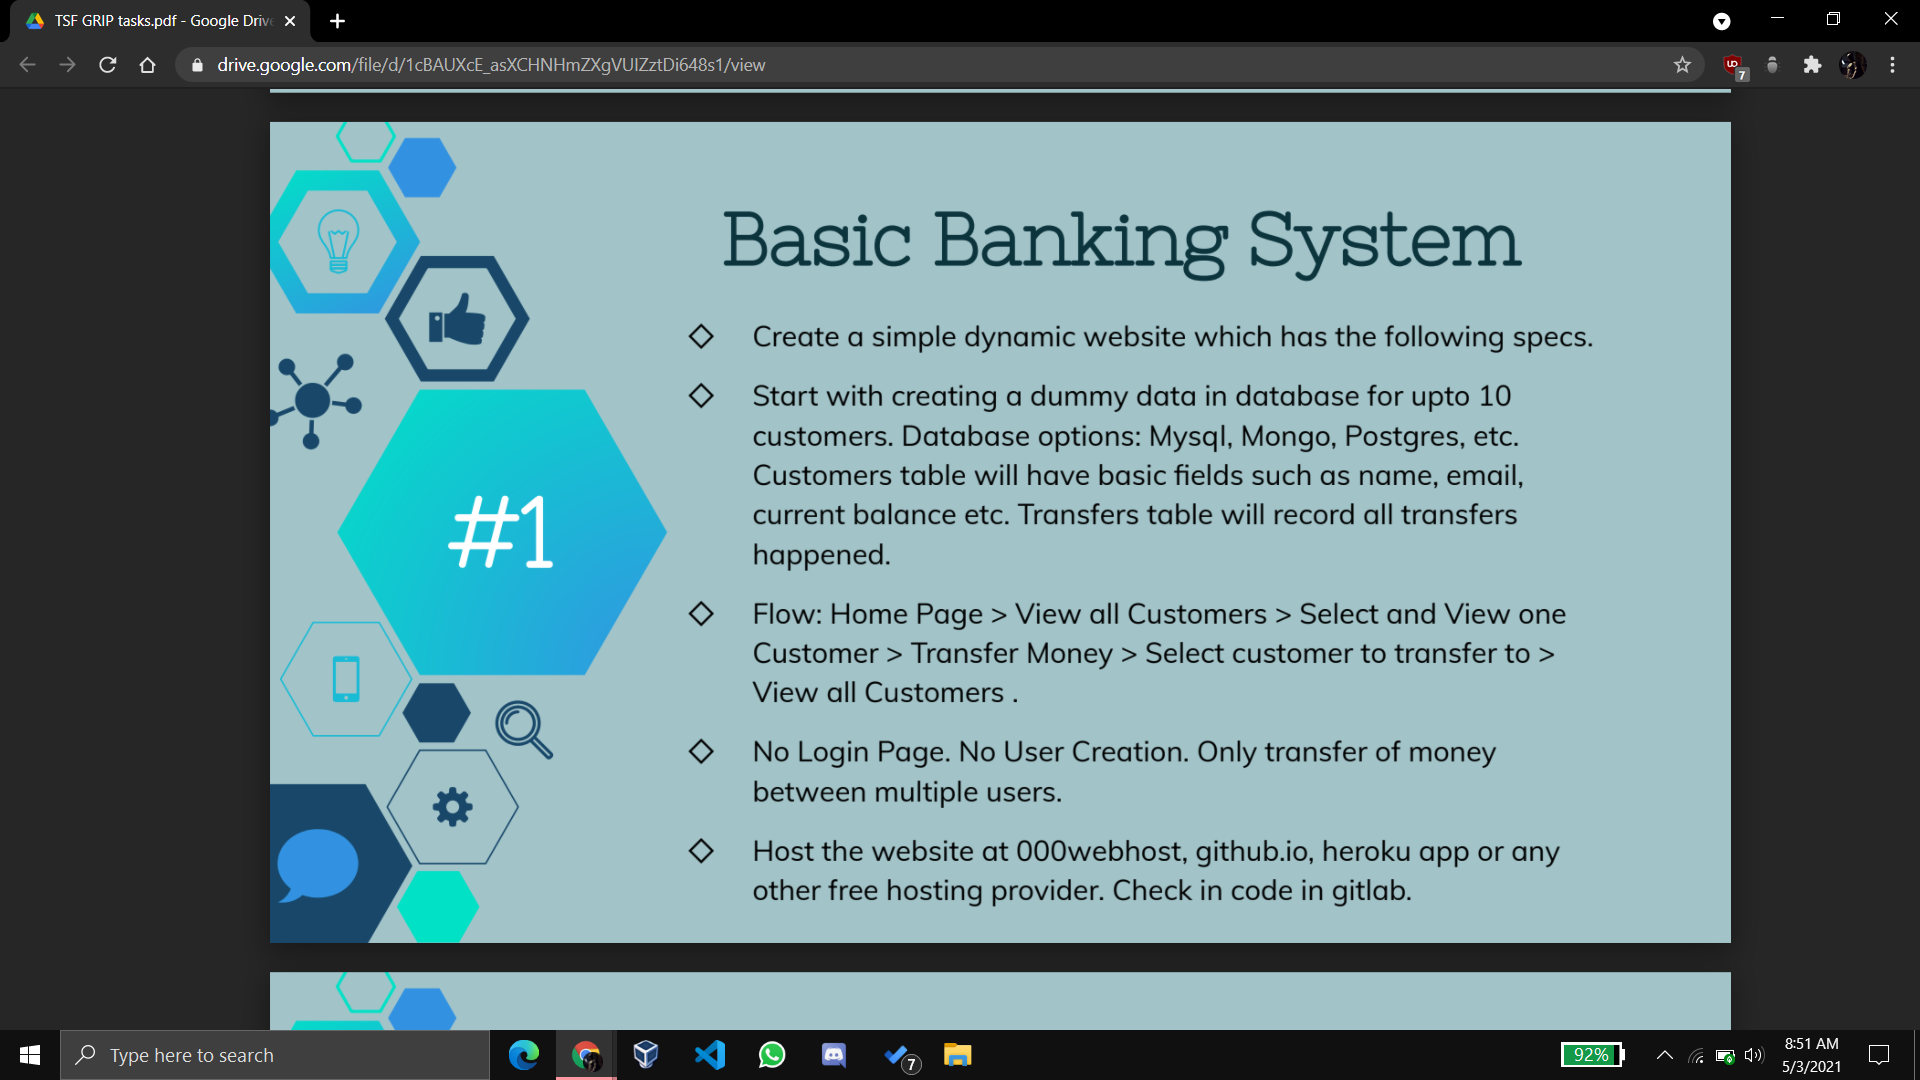 TSF GRIP tasks.pdf - Google Drive
drive.google.com/file/d/1cBAUXcE_asXCHNHmZXgVUIZztDi648s1/view
7
Basic Banking System
Create a simple dynamic website which has the following specs.
Start with creating a dummy data in database for upto 10
customers. Database options: Mysql, Mongo, Postgres, etc.
Customers table will have basic fields such as name, email,
current balance etc. Transfers table will record all transfers
happened.
#1
Flow: Home Page > View all Customers > Select and View one
Customer > Transfer Money > Select customer to transfer to >
View all Customers .
No Login Page. No User Creation. Only transfer of money
between multiple users.
Host the website at 000webhost, github.io, heroku app or any
other free hosting provider. Check in code in gitlab.
Type here to search
7
92%
8:51 AM
5/3/2021